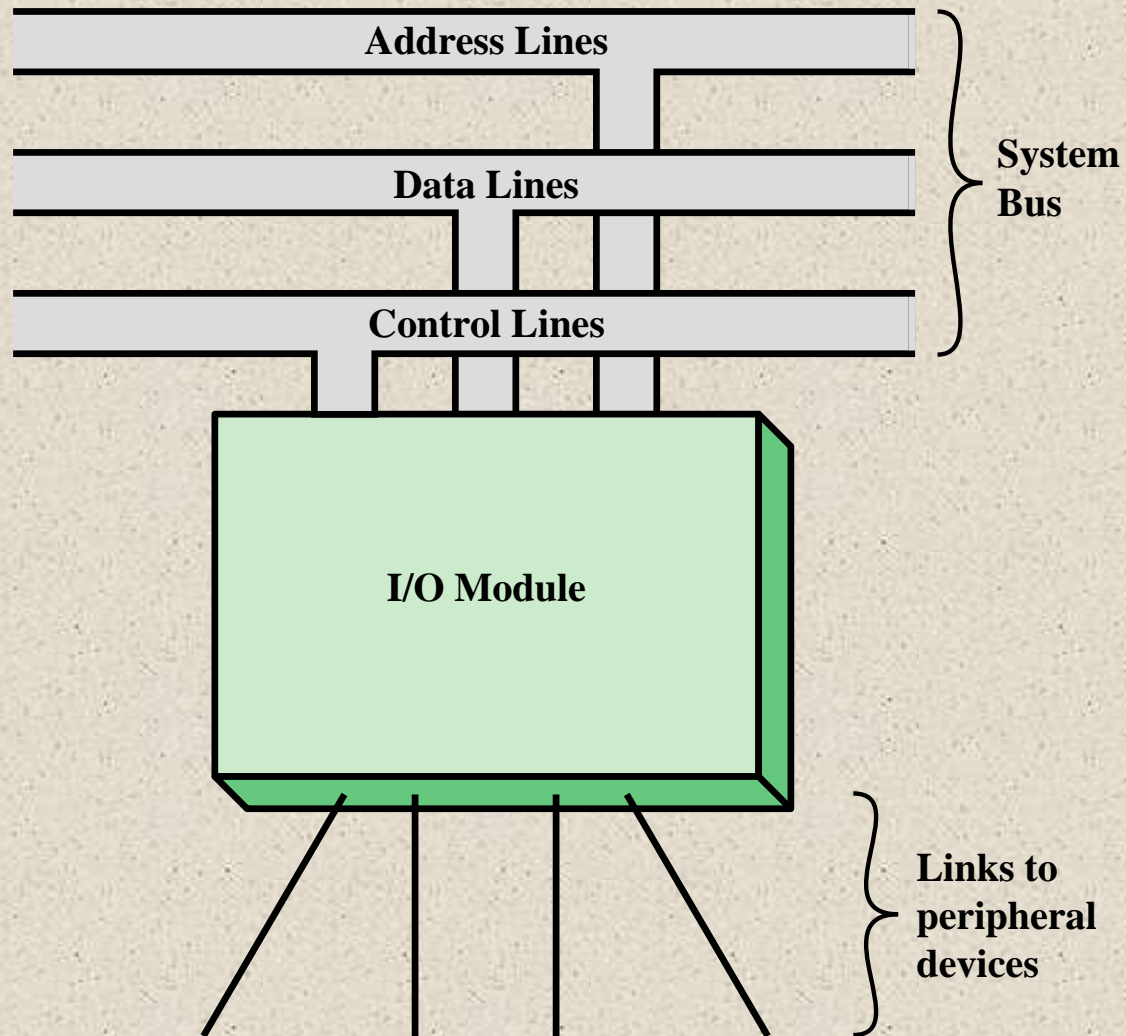 Address Lines
Data Lines
Control Lines
System
Bus
I/O Module
Links to
peripheral
devices